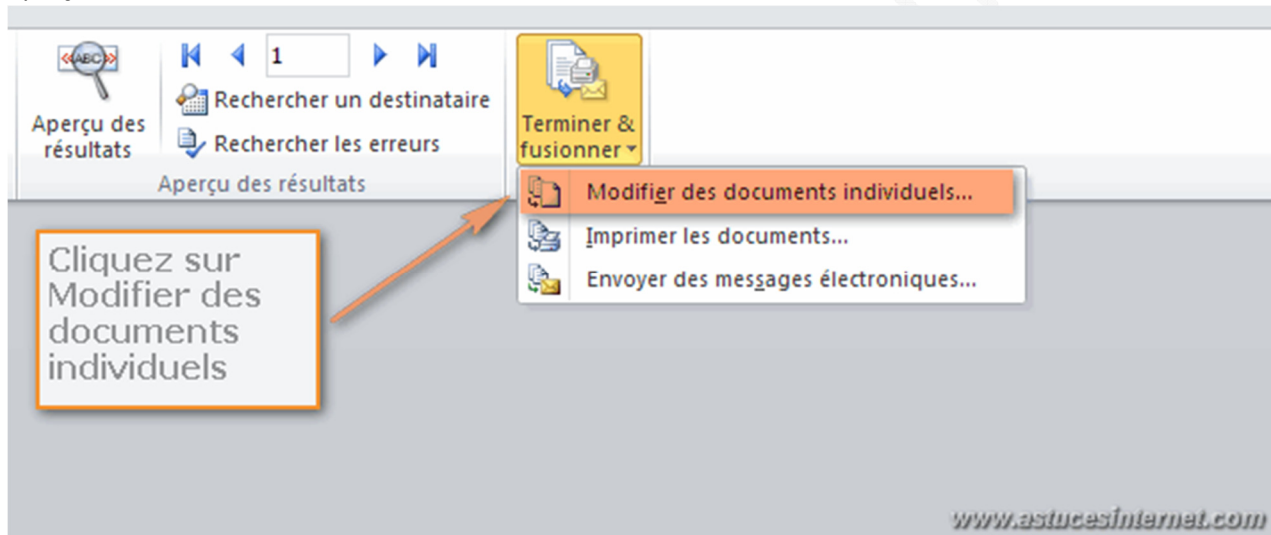 1
Rechercher un destinataire
Aperçu des
résultats
Rechercher les erreurs
Aperçu des résultats
Terminer &
fusionner
Modifier des documents individuels...
Imprimer les documents...
Envoyer des messages électroniques...
Cliquez sur
Modifier des
documents
individuels
www.astucesinternet.com